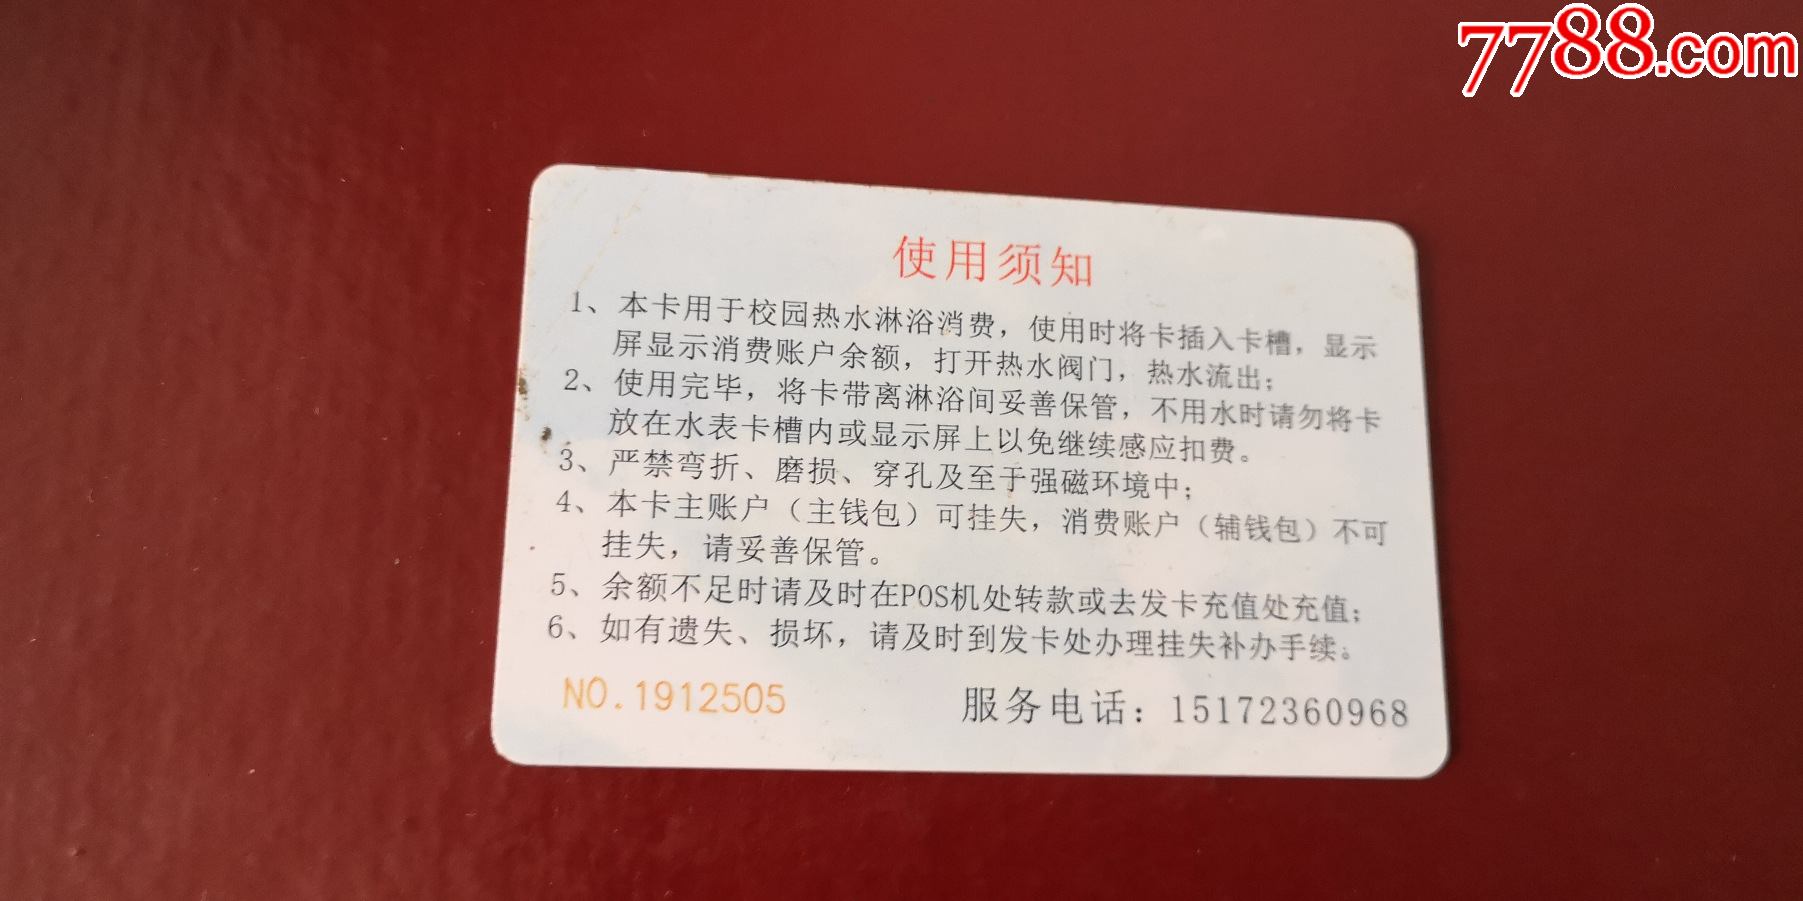 7788.com
使用须知
1、本卡用于校园热水淋浴消费，使用时将卡插入卡槽，显示
屏显示消费账户余额，打开热水阀门，热水流出；
2、使用完毕，将卡带离淋浴间妥善保管，不用水时请勿将卡
放在水表卡槽内或显示屏上以免继续感应扣费。
3、严禁弯折、磨损、穿孔及至于强磁环境中；
4、本卡主账户（主钱包）可挂失，消费账户（辅钱包）不可
挂失，请妥善保管。
5、余额不足时请及时在POS机处转款或去发卡充值处充值；
6、如有遗失、损坏，请及时到发卡处办理挂失补办手续。
NO.1912505
服务电话：15172360968